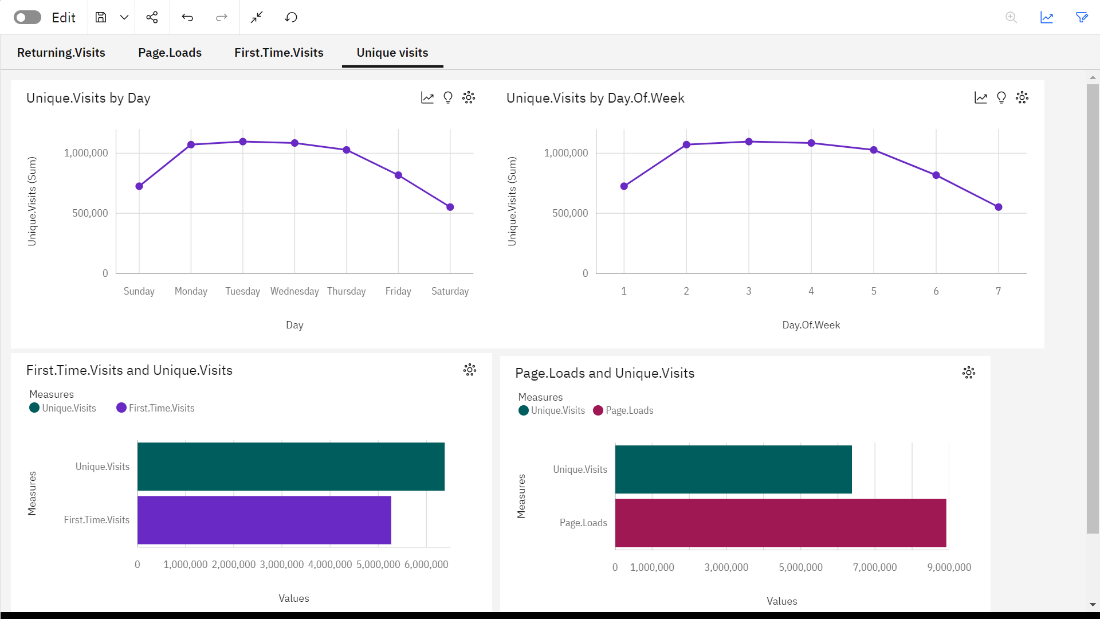 Edit
Returning.Visits Page.Loads First.Time.Visits Unique visits
Unique.Visits by Day
Unique.Visits (Sum)
1,000,000
500,000
0
Sunday Monday Tuesday Wednesday Thursday Friday Saturday
Day
Unique.Visits by Day.Of.Week
Unique.Visits (Sum)
1,000,000
500,000
0
1 2 3 4 5 6 7
Day.Of.Week
First.Time.Visits and Unique.Visits
Measures
Unique.Visits First.Time.Visits
Measures
Unique.Visits
First.Time.Visits
0 1,000,000 2,000,000 3,000,000 4,000,000 5,000,000 6,000,000
Values
Page.Loads and Unique.Visits
Measures
Unique.Visits Page.Loads
Measures
Unique.Visits
Page.Loads
0 1,000,000 3,000,000 5,000,000 7,000,000 9,000,000
Values